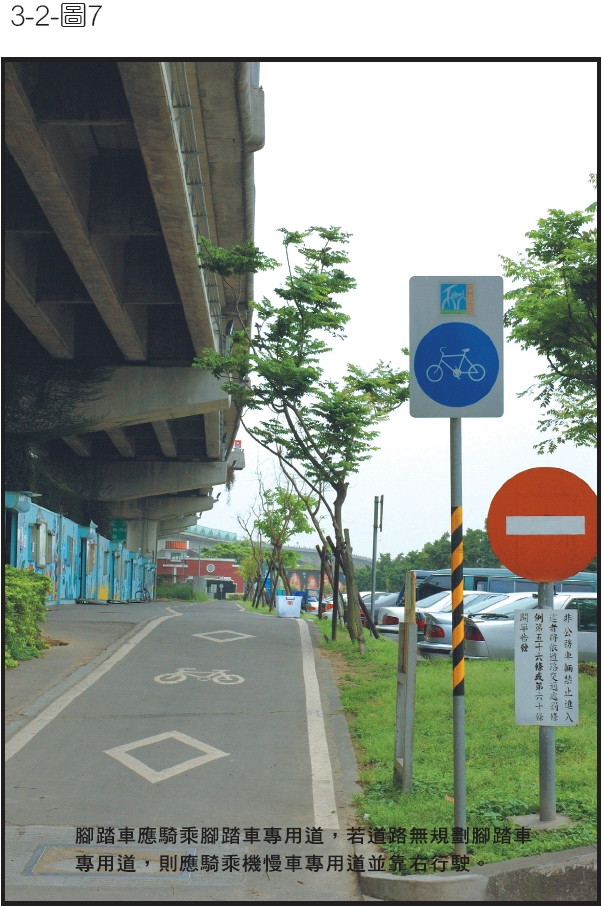 3-2-圖7
非公務車輛禁止進入
違者將依道路交通處罰條
例第五十六條或第六十條
開單告發
腳踏車應騎乘腳踏車專用道，若道路無規劃腳踏車
專用道，則應騎乘機慢車專用道並靠右行駛。